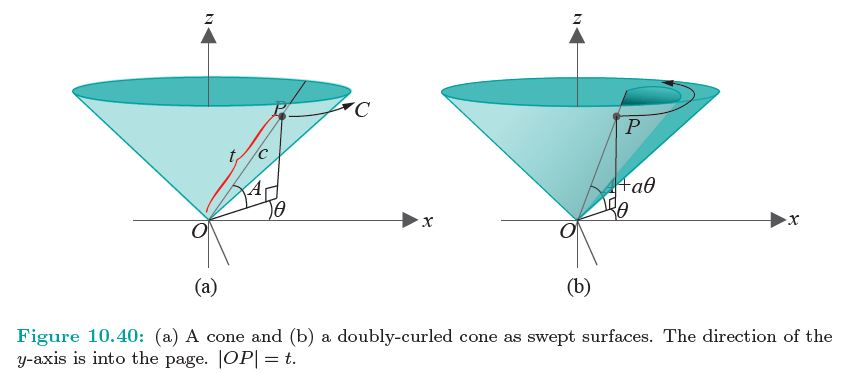 z
z
P
C
P
t
c
A
A+aθ
θ
θ
O
x
O
x
(a)
(b)
Figure 10.40: (a) A cone and (b) a doubly-curled cone as swept surfaces. The direction of the
y-axis is into the page. |OP| = t.